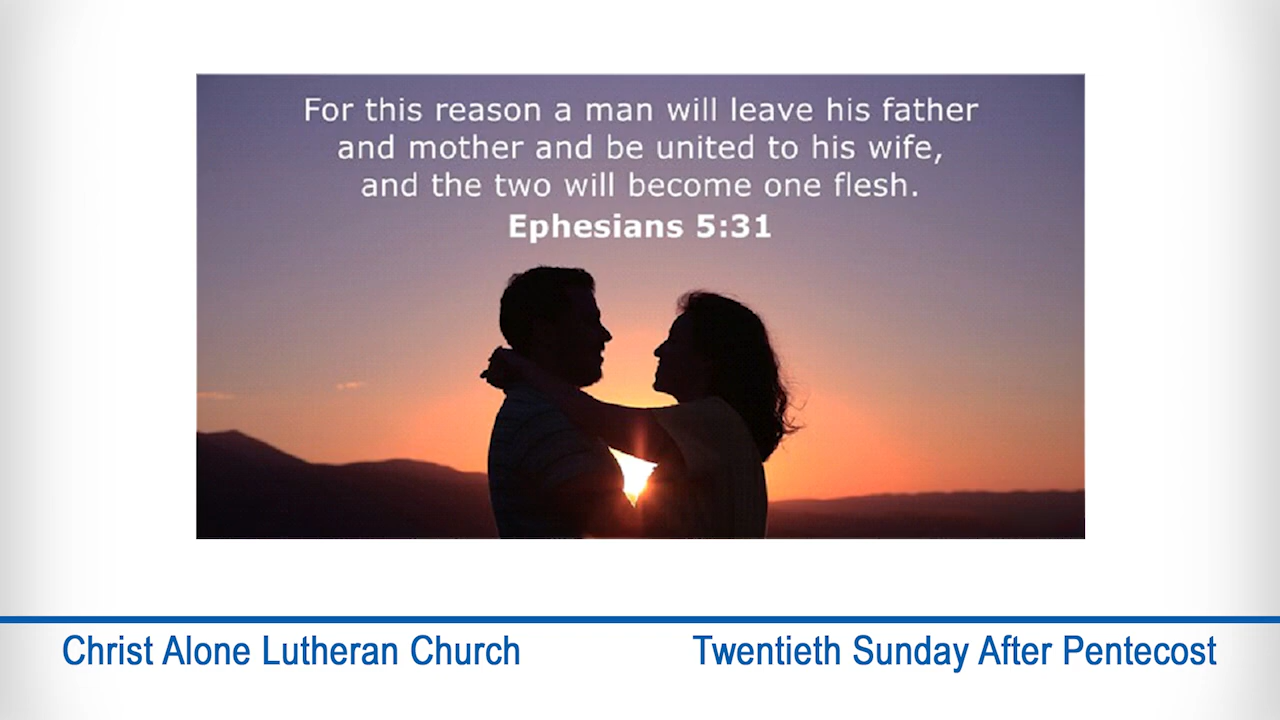 For this reason a man will leave his father
and mother and be united to his wife,
and the two will become one flesh.
Ephesians 5:31
Christ Alone Lutheran Church
Twentieth Sunday After Pentecost